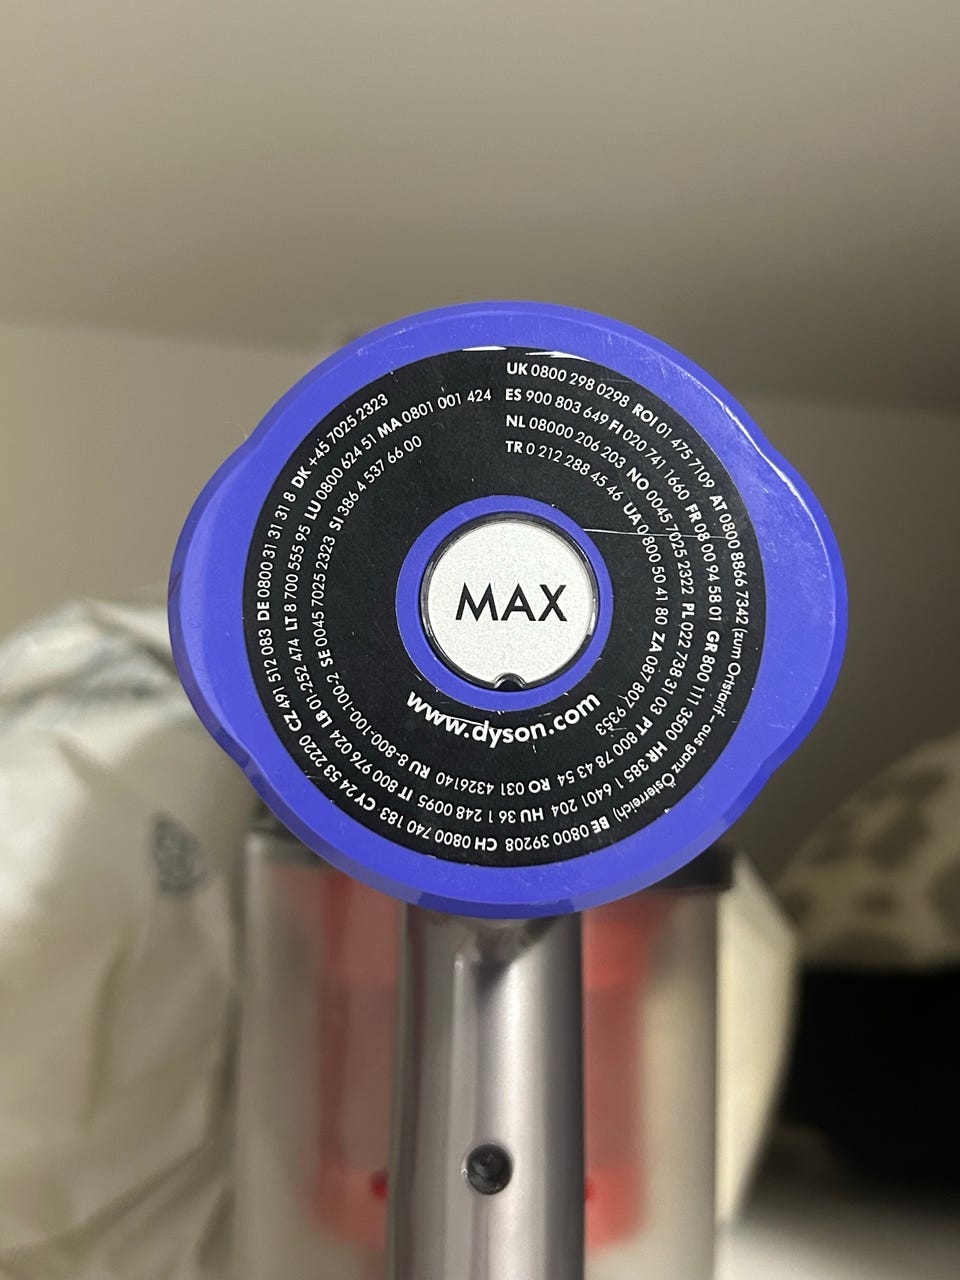 UK 0800 298 0298 ROI 01 475 7109 AT 0800 8866 7342 (zum Ortstarif – aus ganz Österreich) BE 0800 39208 CH 0800 740 183 CY 24 53 2220 CZ 491 512 083 DE 0800 31 31 31 8 DK +45 7025 2323
ES 900 803 649 FI 020 741 1660 FR 08 00 94 58 01 GR 800 111 3500 HR 385 1 6401 204 HU 36 1 248 0095 IT 800 976 024 LB 01-252 474 LT 8 700 555 95 LU 0800 624 51 MA 0801 001 424
NL 08000 206 203 NO 0045 7025 2322 PL 022 738 31 03 PT 800 78 43 54 RO 031 4326140 RU 8-800-100-100-2 SE 0045 7025 2323 SI 386 4 537 66 00
TR 0 212 288 45 46 UA 0 800 50 41 80 ZA 087 807 9353
MAX
www.dyson.com